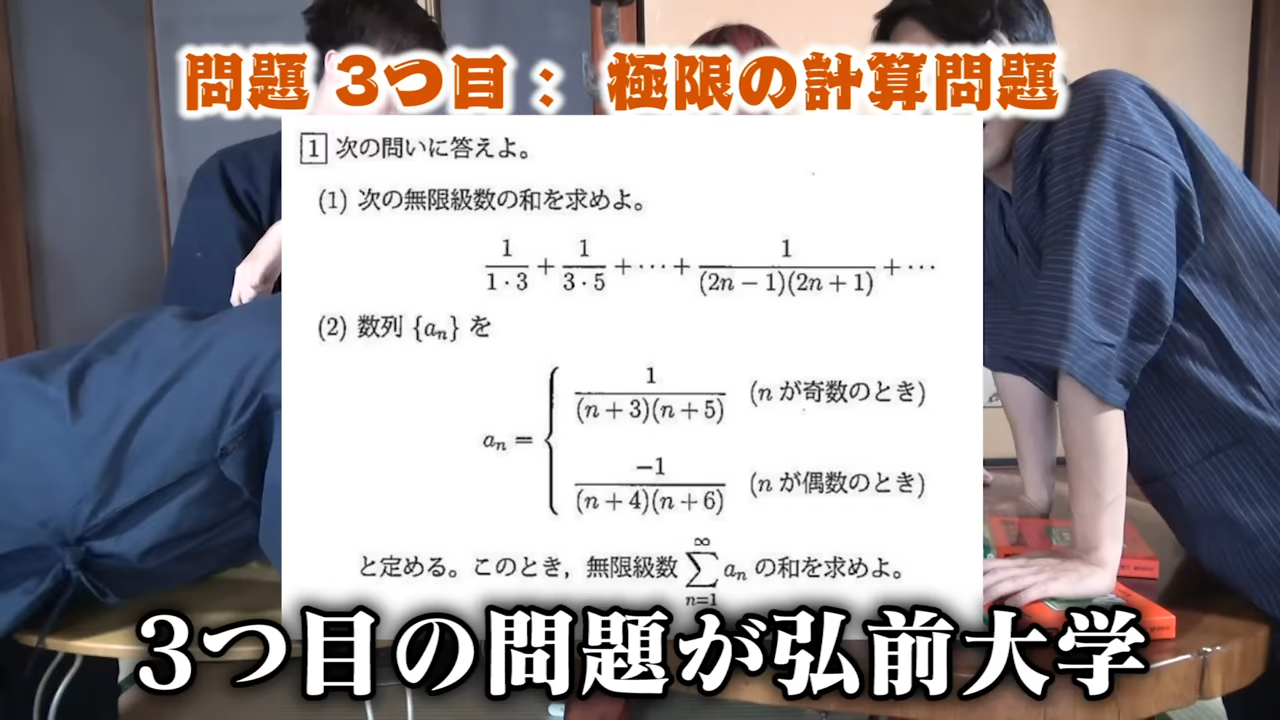 問題 3つ目： 極限の計算問題
1 次の問いに答えよ。
(1) 次の無限級数の和を求めよ。
1/(1・3) + 1/(3・5) + ⋯ + 1/((2n − 1)(2n + 1)) + ⋯
(2) 数列 {aₙ} を
aₙ = { 1/((n + 3)(n + 5)) (n が奇数のとき)
−1/((n + 4)(n + 6)) (n が偶数のとき)
と定める。このとき，無限級数 ∑_{n=1}^{∞} aₙ の和を求めよ。
3つ目の問題が弘前大学